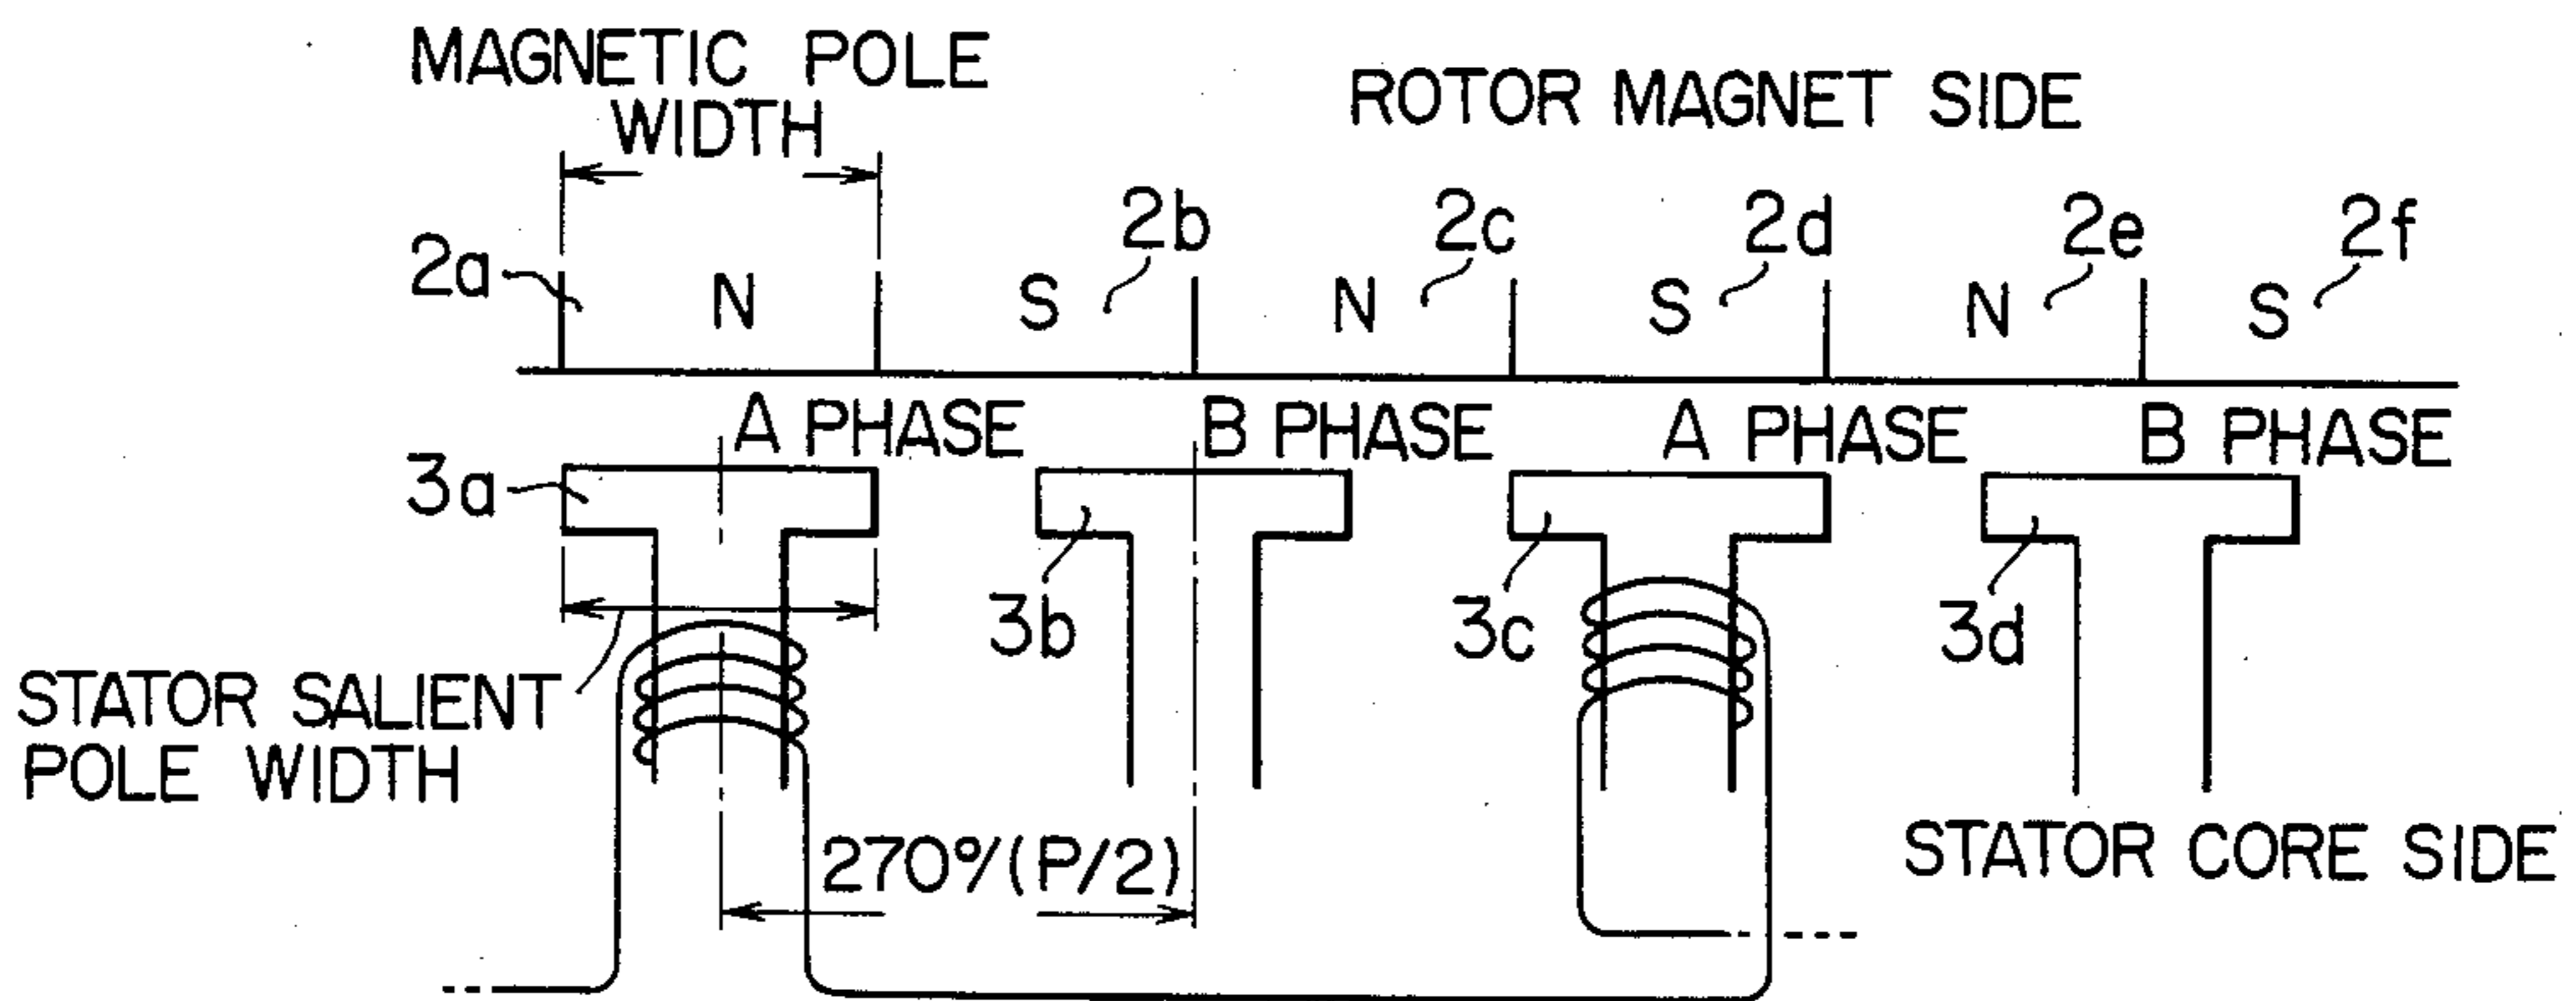 MAGNETIC POLE
WIDTH
ROTOR MAGNET SIDE
2a
N
S
2b
N
2c
S
2d
N
2e
S
2f
A PHASE
B PHASE
A PHASE
B PHASE
3a
3b
3c
3d
STATOR SALIENT
POLE WIDTH
270°/(P/2)
STATOR CORE SIDE